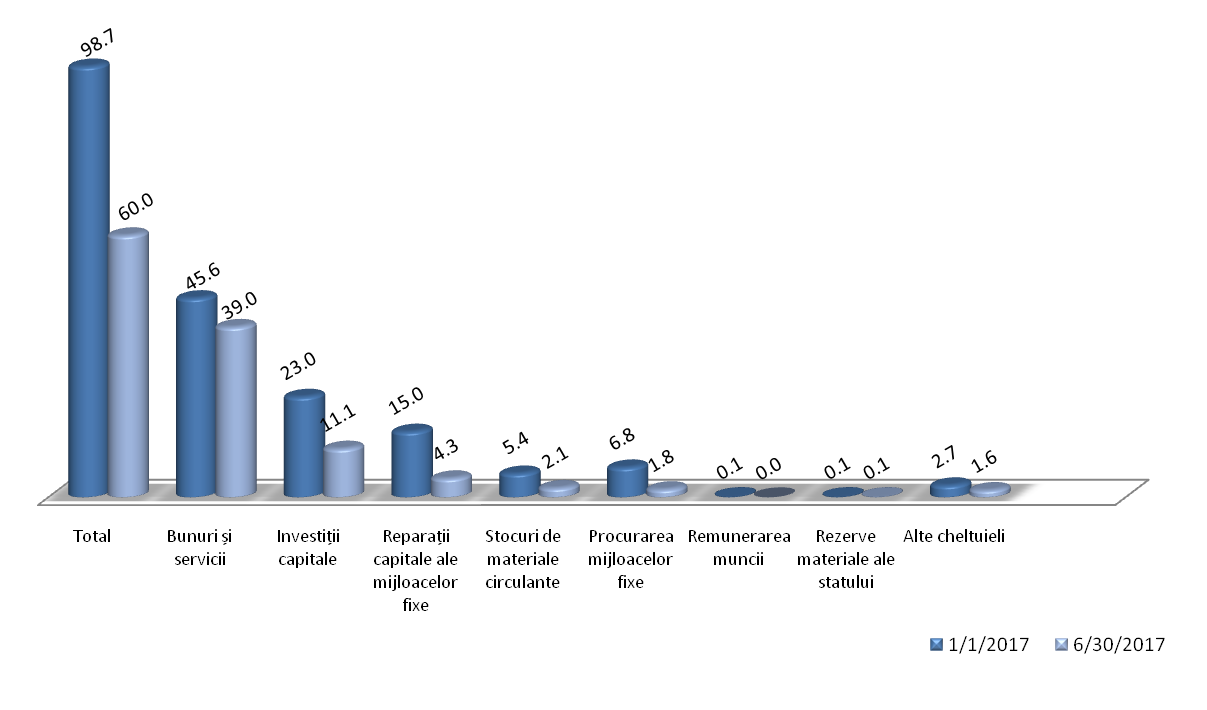 98.7
60.0
45.6
39.0
23.0
11.1
15.0
4.3
5.4
2.1
6.8
1.8
0.1
0.0
0.1
0.1
2.7
1.6
Total
Bunuri și
servicii
Investiții
capitale
Reparații
capitale ale
mijloacelor
fixe
Stocuri de
materiale
circulante
Procurarea
mijloacelor
fixe
Remunerarea
muncii
Rezerve
materiale ale
statului
Alte cheltuieli
1/1/2017
6/30/2017